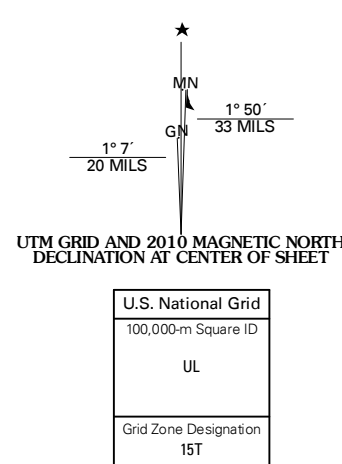 ★
MN
1° 50´
33 MILS
GN
1° 7´
20 MILS
UTM GRID AND 2010 MAGNETIC NORTH
DECLINATION AT CENTER OF SHEET
U.S. National Grid
100,000-m Square ID
UL
Grid Zone Designation
15T